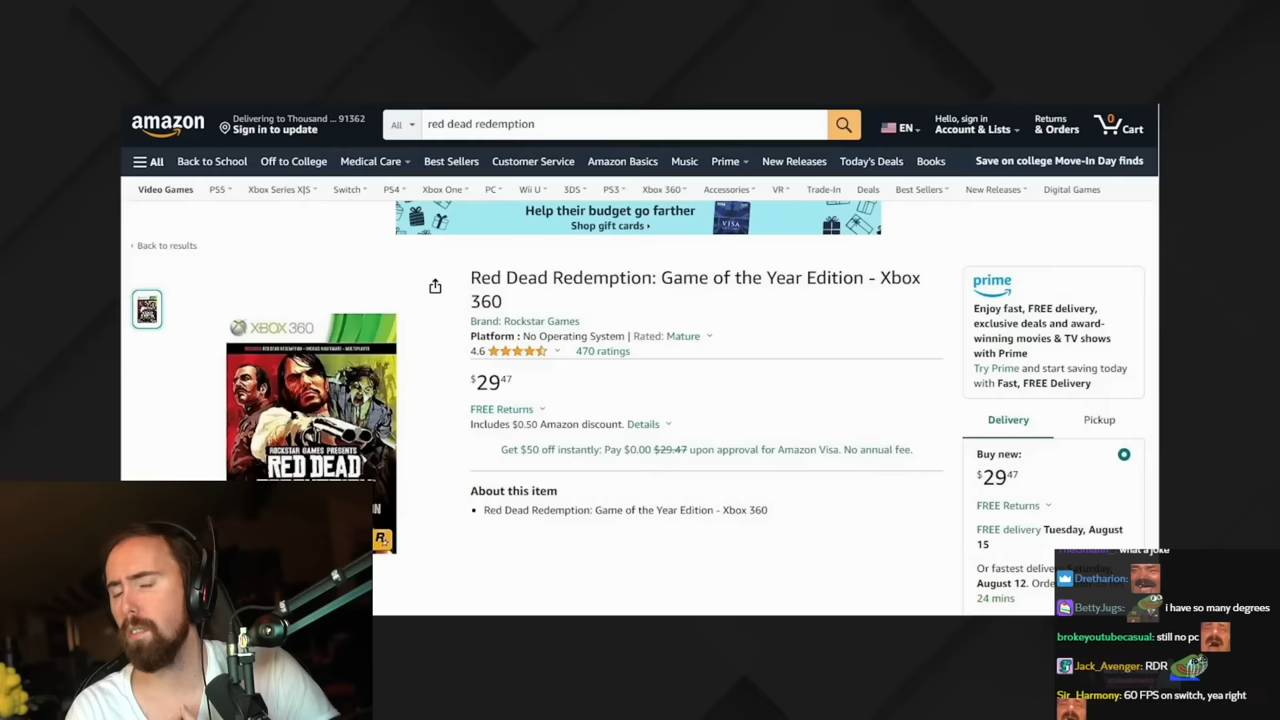 amazon
Delivering to Thousand ... 91362
Sign in to update
All
red dead redemption
EN
Hello, sign in
Account & Lists
Returns
& Orders
0
Cart
All
Back to School
Off to College
Medical Care
Best Sellers
Customer Service
Amazon Basics
Music
Prime
New Releases
Today's Deals
Books
Save on college Move-In Day finds
Video Games
PS5
Xbox Series X|S
Switch
PS4
Xbox One
PC
Wii U
3DS
PS3
Xbox 360
Accessories
VR
Trade-In
Deals
Best Sellers
New Releases
Digital Games
Help their budget go farther
Shop gift cards ›
VISA
‹ Back to results
Red Dead Redemption: Game of the Year Edition - Xbox
360
Brand: Rockstar Games
Platform : No Operating System | Rated: Mature
4.6
470 ratings
$29 47
FREE Returns
Includes $0.50 Amazon discount. Details
Get $50 off instantly: Pay $0.00 $29.47 upon approval for Amazon Visa. No annual fee.
About this item
• Red Dead Redemption: Game of the Year Edition - Xbox 360
XBOX 360
ROCKSTAR GAMES PRESENTS
RED DEAD
R
prime
Enjoy fast, FREE delivery,
exclusive deals and award-
winning movies & TV shows
with Prime
Try Prime and start saving today
with Fast, FREE Delivery
Delivery
Pickup
Buy new:
$29 47
FREE Returns
FREE delivery Tuesday, August
15
Or fastest delivery Saturday,
August 12. Orde
24 mins
what a joke
Dretharion:
BettyJugs: i have so many degrees
brokeyoutubecasual: still no pc
Jack_Avenger: RDR
Sir_Harmony: 60 FPS on switch, yea right